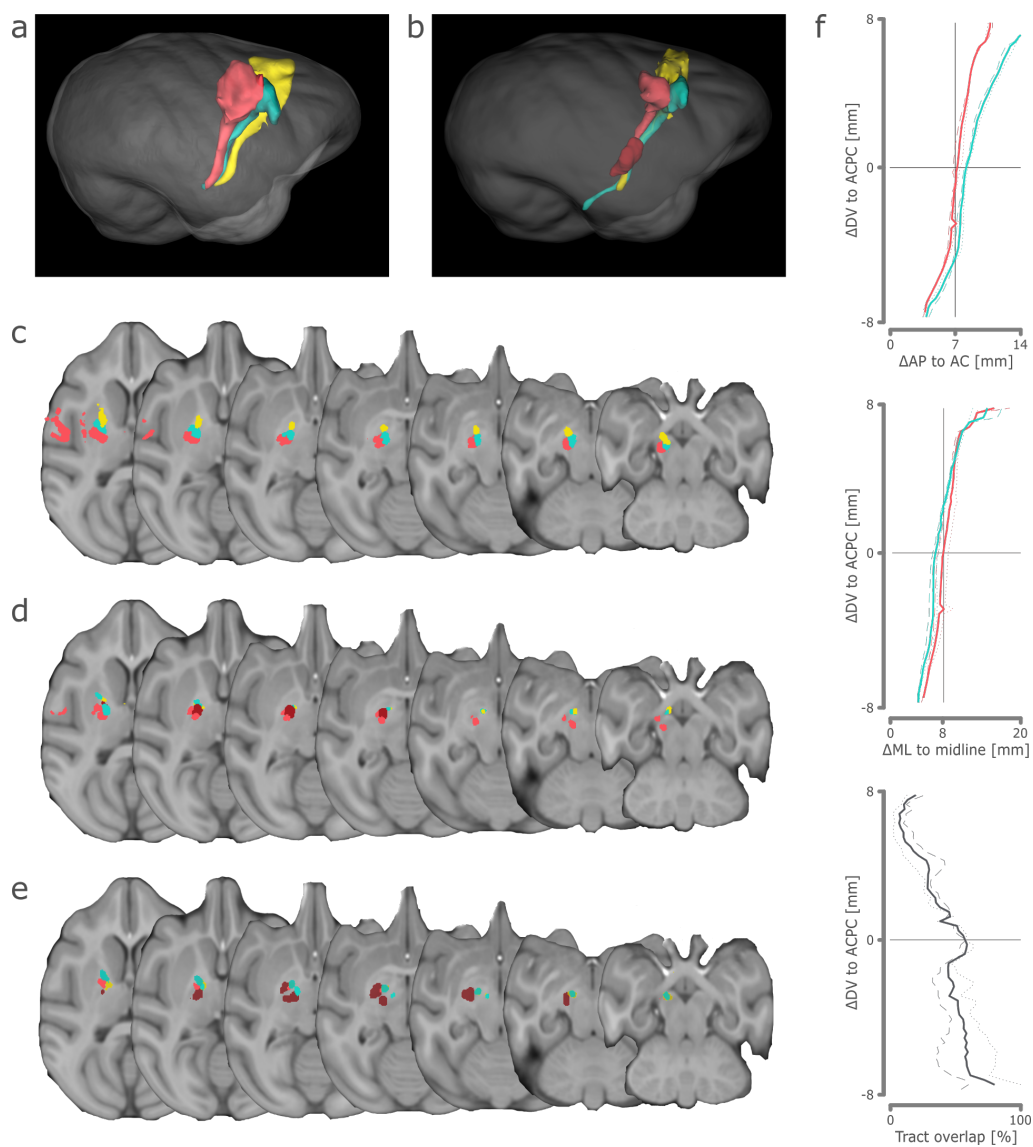 a
b
c
d
e
f
8
ΔDV to ACPC [mm]
0
-8
0
7
14
ΔAP to AC [mm]
8
ΔDV to ACPC [mm]
0
-8
0
8
20
ΔML to midline [mm]
8
ΔDV to ACPC [mm]
0
-8
0
100
Tract overlap [%]